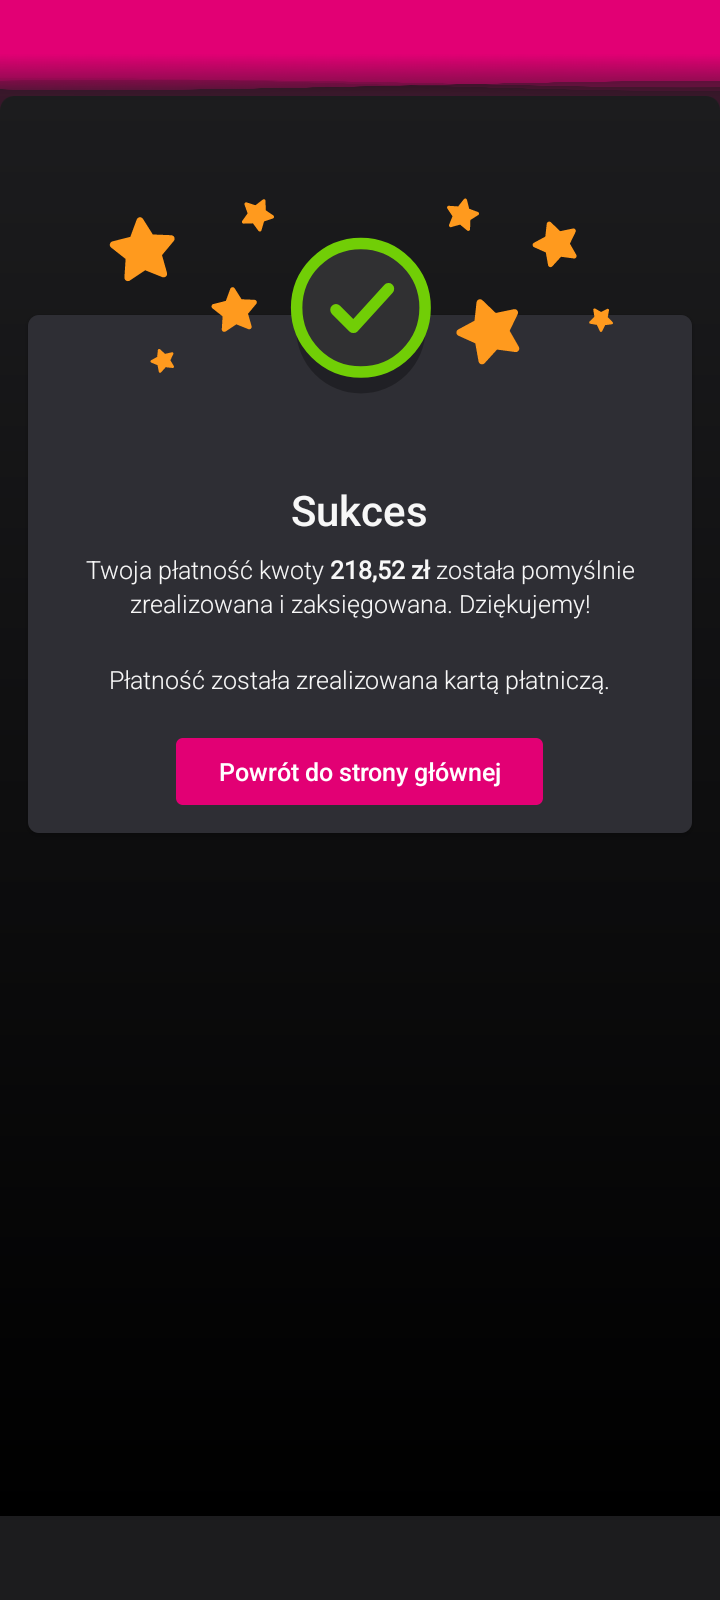 Sukces
Twoja płatność kwoty 218,52 zł została pomyślnie
zrealizowana i zaksięgowana. Dziękujemy!
Płatność została zrealizowana kartą płatniczą.
Powrót do strony głównej